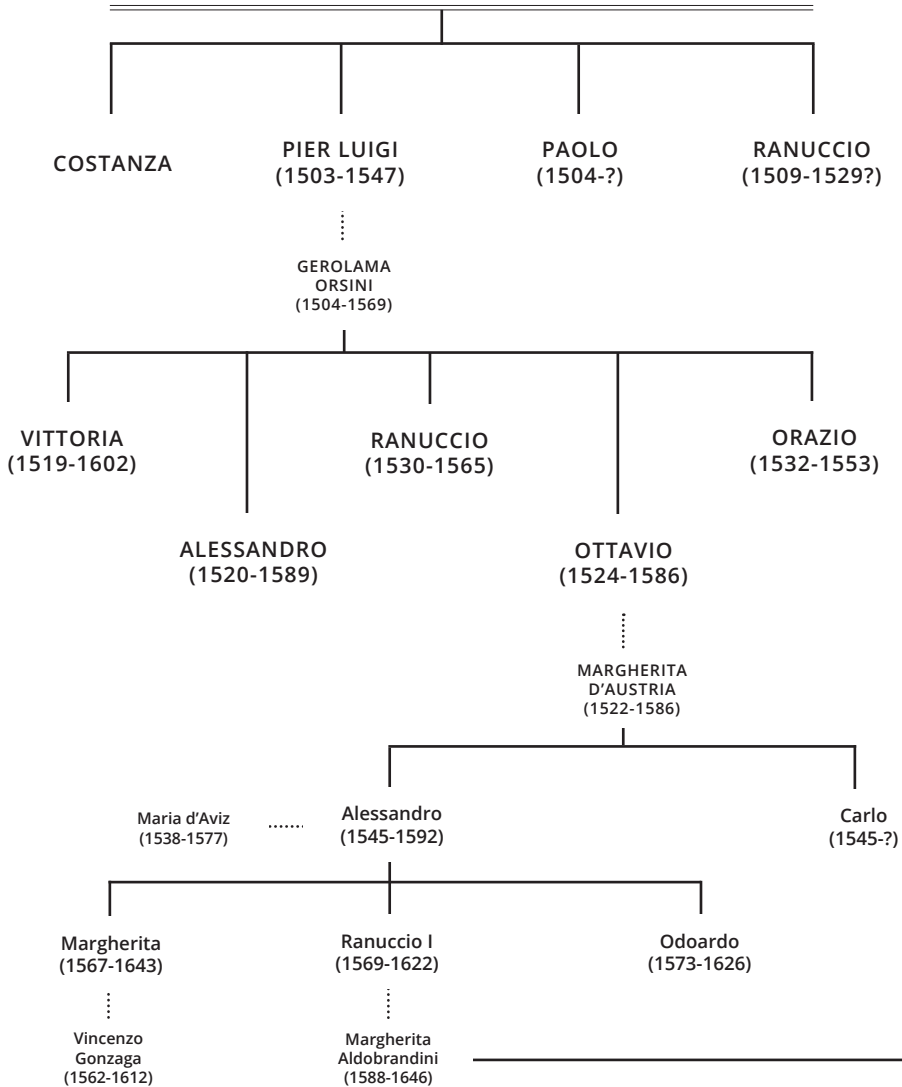 COSTANZA
PIER LUIGI
(1503-1547)
PAOLO
(1504-?)
RANUCCIO
(1509-1529?)
GEROLAMA
ORSINI
(1504-1569)
VITTORIA
(1519-1602)
RANUCCIO
(1530-1565)
ORAZIO
(1532-1553)
ALESSANDRO
(1520-1589)
OTTAVIO
(1524-1586)
MARGHERITA
D'AUSTRIA
(1522-1586)
Maria d'Aviz
(1538-1577)
Alessandro
(1545-1592)
Carlo
(1545-?)
Margherita
(1567-1643)
Ranuccio I
(1569-1622)
Odoardo
(1573-1626)
Vincenzo
Gonzaga
(1562-1612)
Margherita
Aldobrandini
(1588-1646)